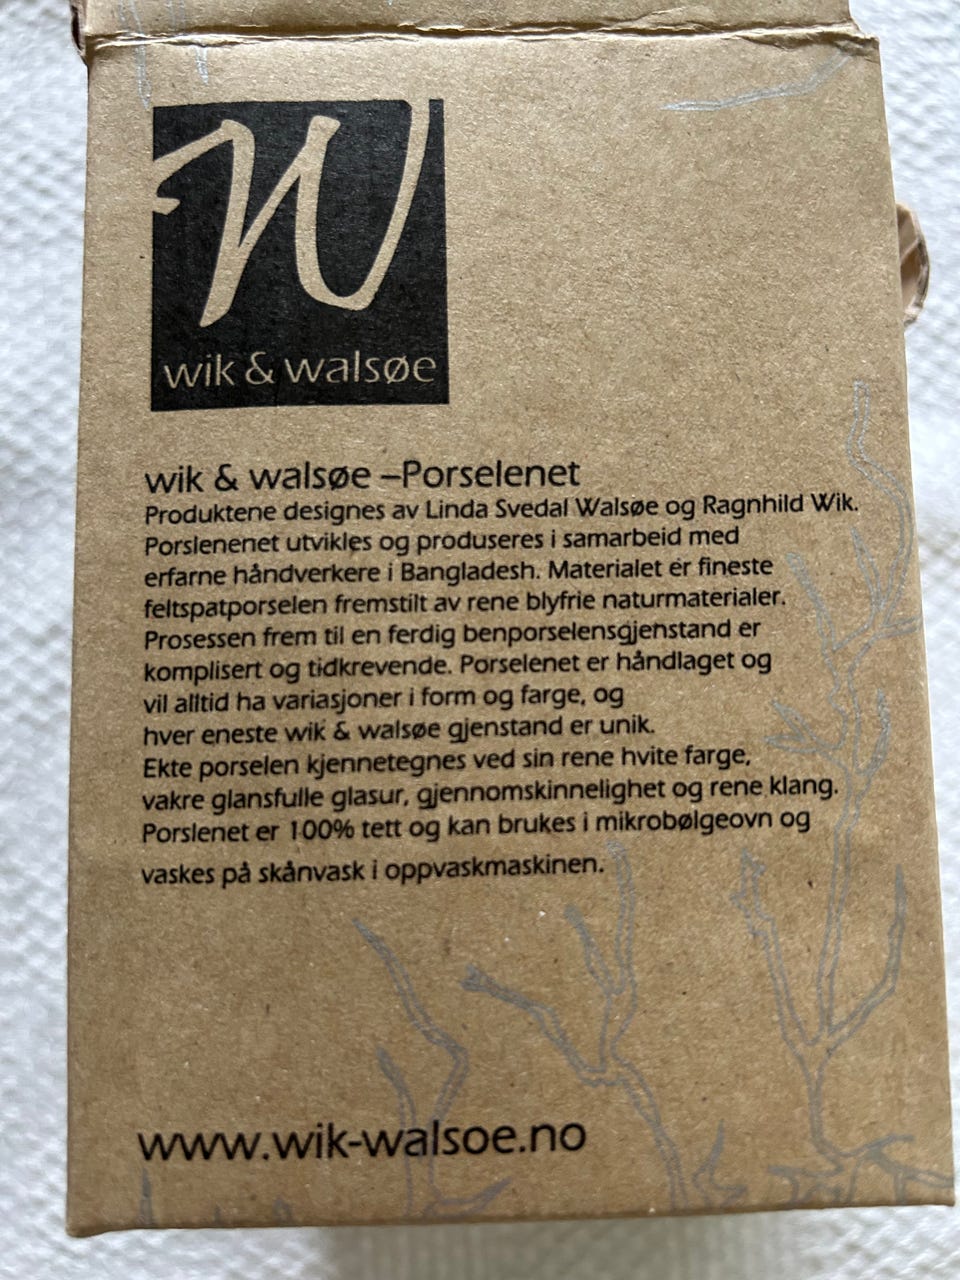 W
wik & walsøe
wik & walsøe –Porselenet
Produktene designes av Linda Svedal Walsøe og Ragnhild Wik.
Porslenenet utvikles og produseres i samarbeid med
erfarne håndverkere i Bangladesh. Materialet er fineste
feltspatporselen fremstilt av rene blyfrie naturmaterialer.
Prosessen frem til en ferdig benporselensgjenstand er
komplisert og tidkrevende. Porselenet er håndlaget og
vil alltid ha variasjoner i form og farge, og
hver eneste wik & walsøe gjenstand er unik.
Ekte porselen kjennetegnes ved sin rene hvite farge,
vakre glansfulle glasur, gjennomskinnelighet og rene klang.
Porslenet er 100% tett og kan brukes i mikrobølgeovn og
vaskes på skånvask i oppvaskmaskinen.
www.wik-walsoe.no